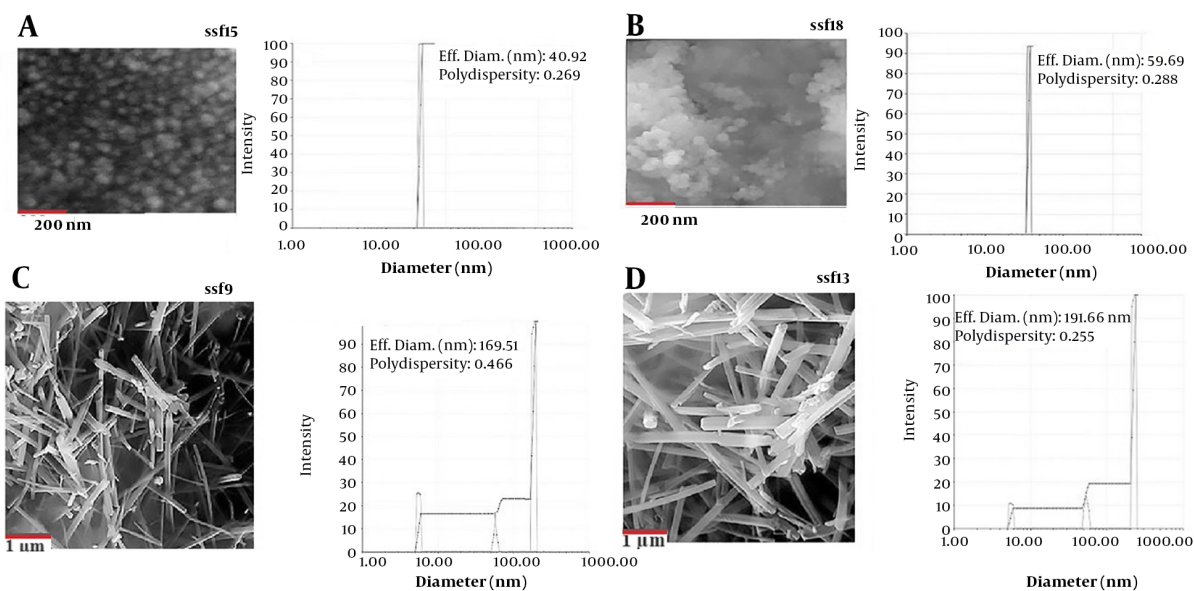 A
ssf15
200 nm
100
90
80
70
60
50
40
30
20
10
0
Intensity
Eff. Diam. (nm): 40.92
Polydispersity: 0.269
1.00 10.00 100.00 1000.00
Diameter (nm)
B
ssf18
200 nm
100
90
80
70
60
50
40
30
20
10
0
Intensity
Eff. Diam. (nm): 59.69
Polydispersity: 0.288
1.00 10.00 100.00 1000.00
Diameter (nm)
C
ssf9
1 µm
90
80
70
60
50
40
30
20
10
0
Intensity
Eff. Diam. (nm): 169.51
Polydispersity: 0.466
1.00 10.00 100.00 1000.00
Diameter (nm)
D
ssf13
1 µm
100
90
80
70
60
50
40
30
20
10
0
Intensity
Eff. Diam. (nm): 191.66 nm
Polydispersity: 0.255
1.00 10.00 100.00 1000.00
Diameter (nm)